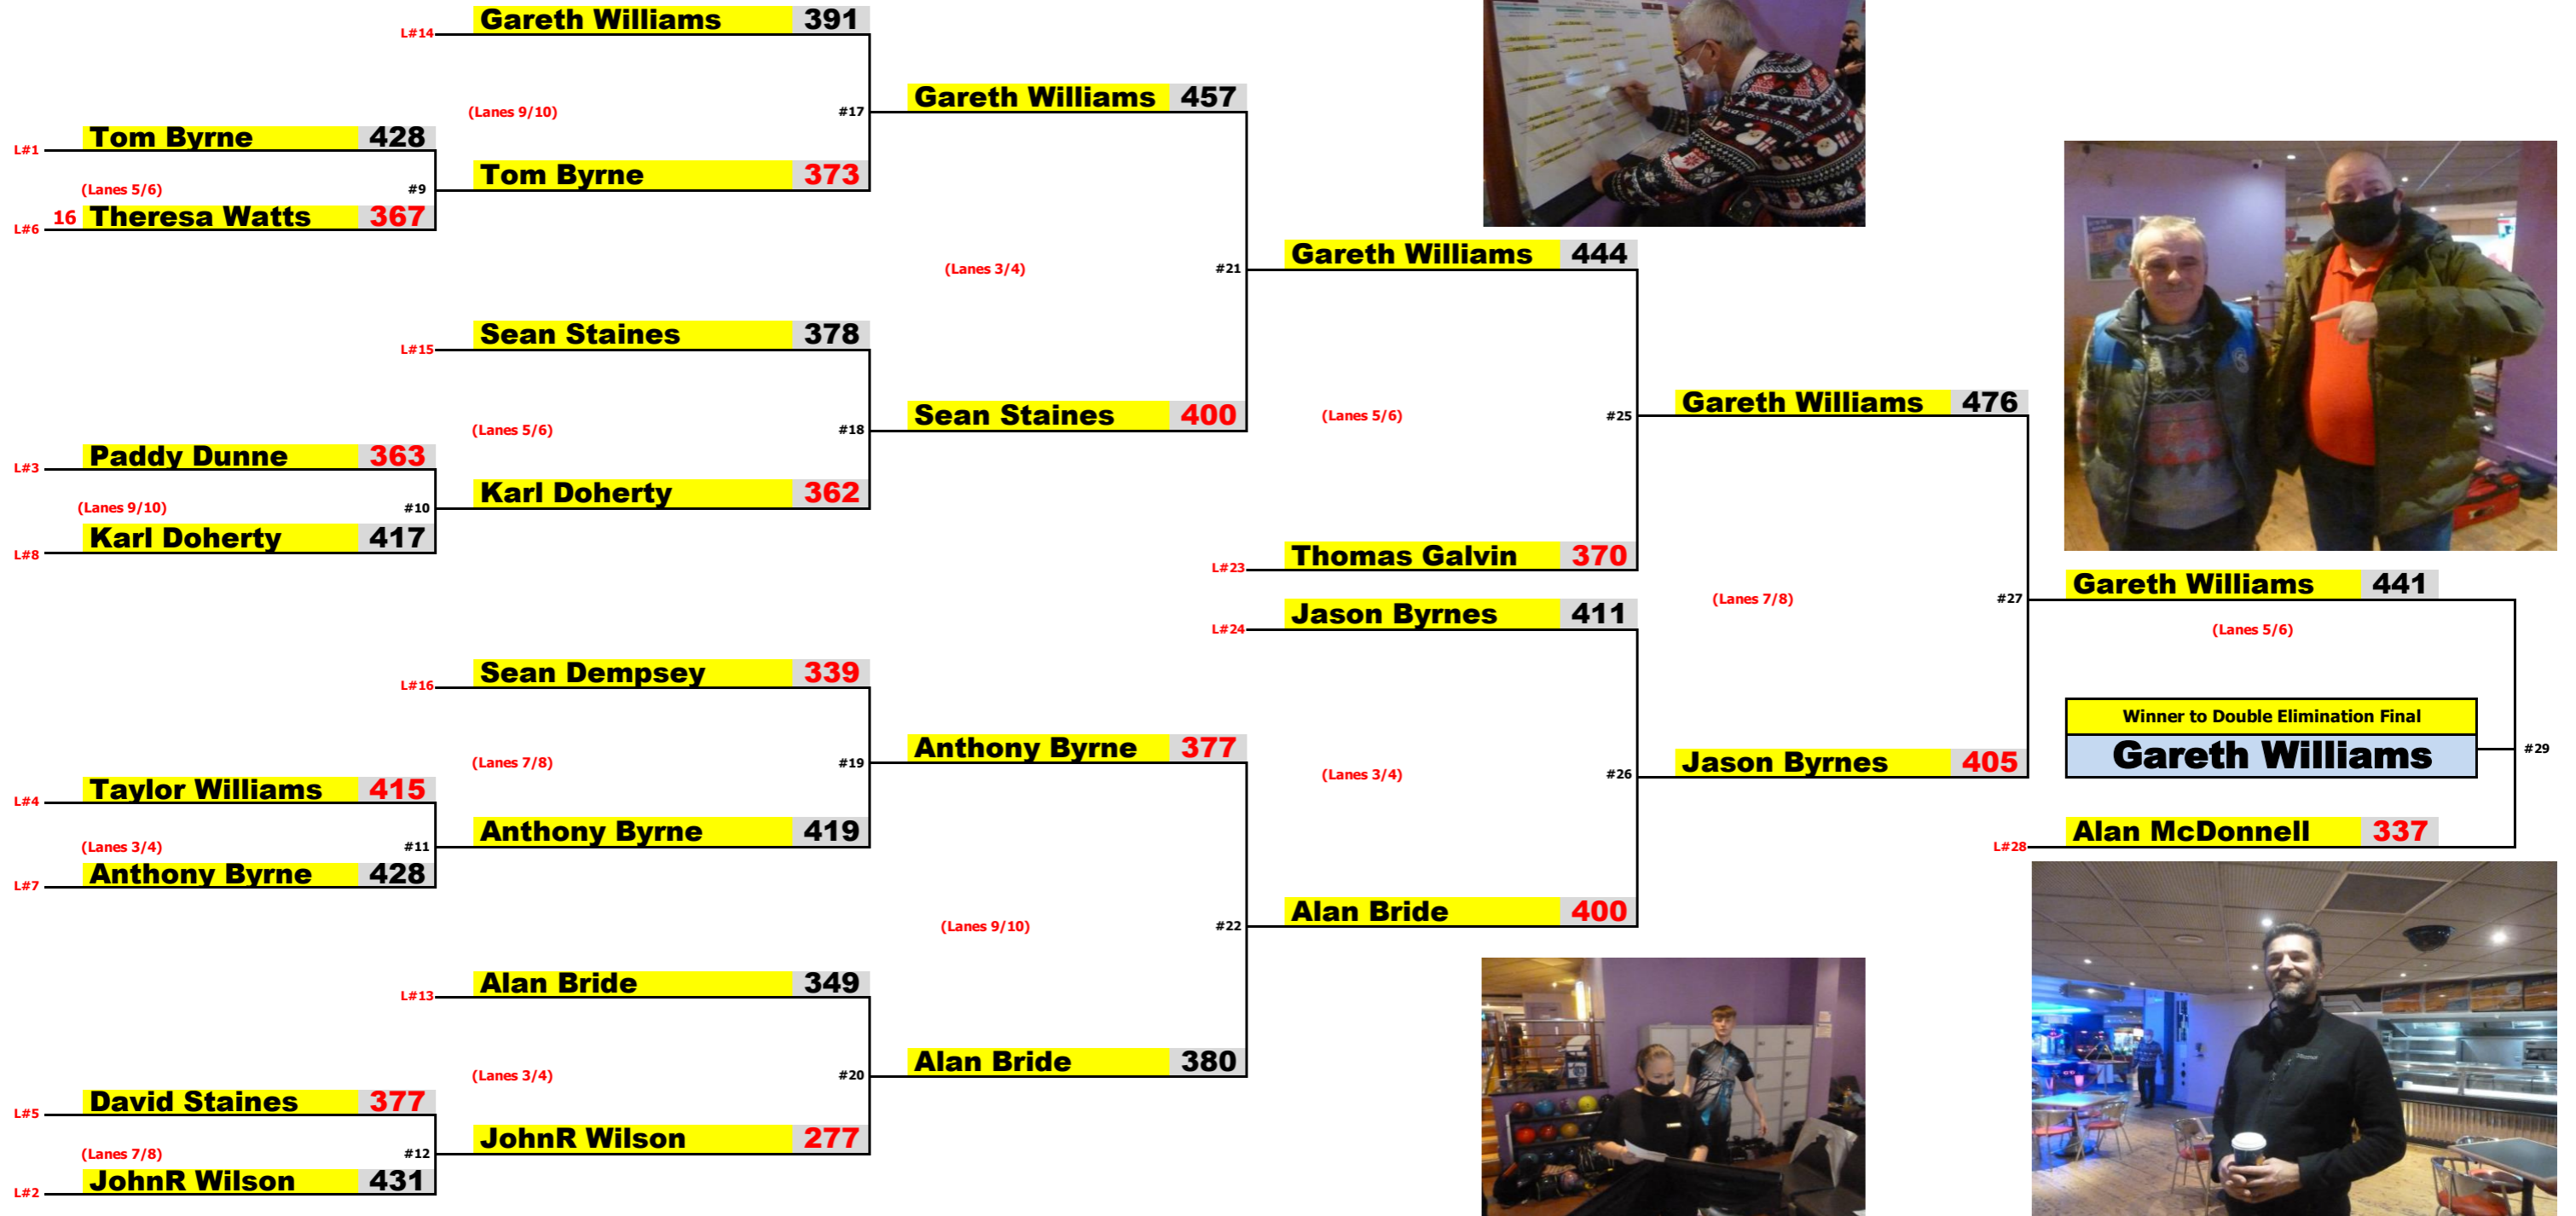 Gareth Williams 391
L#14
(Lanes 9/10) #17
Gareth Williams 457
Tom Byrne 428
L#1
(Lanes 5/6) #9
Tom Byrne 373
16 Theresa Watts 367
L#6
(Lanes 3/4) #21
Gareth Williams 444
Sean Staines 378
L#15
(Lanes 5/6) #18
Sean Staines 400
(Lanes 5/6) #25
Gareth Williams 476
Paddy Dunne 363
L#3
(Lanes 9/10) #10
Karl Doherty 362
Karl Doherty 417
L#8
Thomas Galvin 370
L#23
Jason Byrnes 411
L#24
(Lanes 7/8) #27
Gareth Williams 441
(Lanes 5/6)
Sean Dempsey 339
L#16
(Lanes 7/8) #19
Anthony Byrne 377
(Lanes 3/4) #26
Jason Byrnes 405
Winner to Double Elimination Final
Gareth Williams
#29
Taylor Williams 415
L#4
(Lanes 3/4) #11
Anthony Byrne 419
Anthony Byrne 428
L#7
Alan McDonnell 337
L#28
(Lanes 9/10) #22
Alan Bride 400
Alan Bride 349
L#13
(Lanes 3/4) #20
Alan Bride 380
David Staines 377
L#5
(Lanes 7/8) #12
JohnR Wilson 277
JohnR Wilson 431
L#2